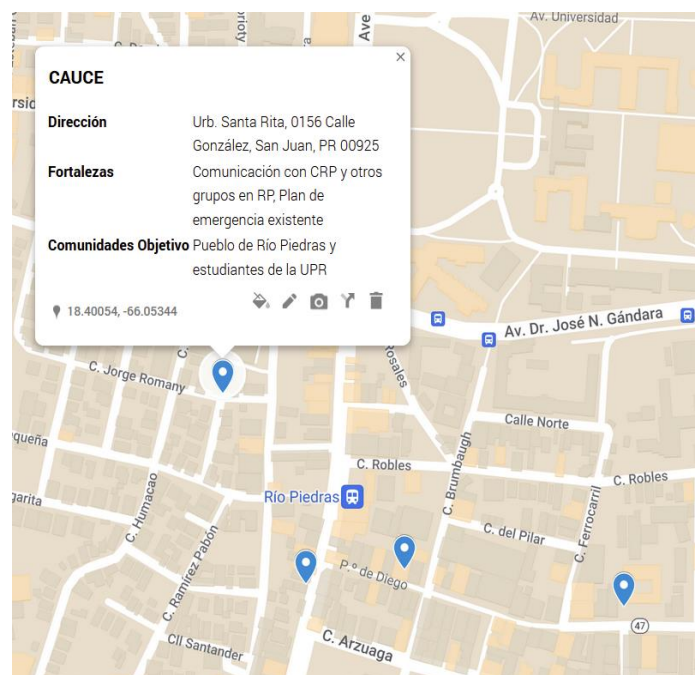 Av. Universidad
Ave
CAUCE
Dirección
Urb. Santa Rita, 0156 Calle
González, San Juan, PR 00925
Fortalezas
Comunicación con CRP y otros
grupos en RP, Plan de
emergencia existente
Comunidades Objetivo
Pueblo de Río Piedras y
estudiantes de la UPR
18.40054, -66.05344
Av. Dr. José N. Gándara
Rosales
C. Jorge Romany
Calle Norte
C. Robles
C. Robles
C. Brumbaugh
Río Piedras
C. Humacao
C. Ramírez Pabón
C. del Pilar
C. Ferrocarril
P.º de Diego
47
Cll Santander
C. Arzuaga